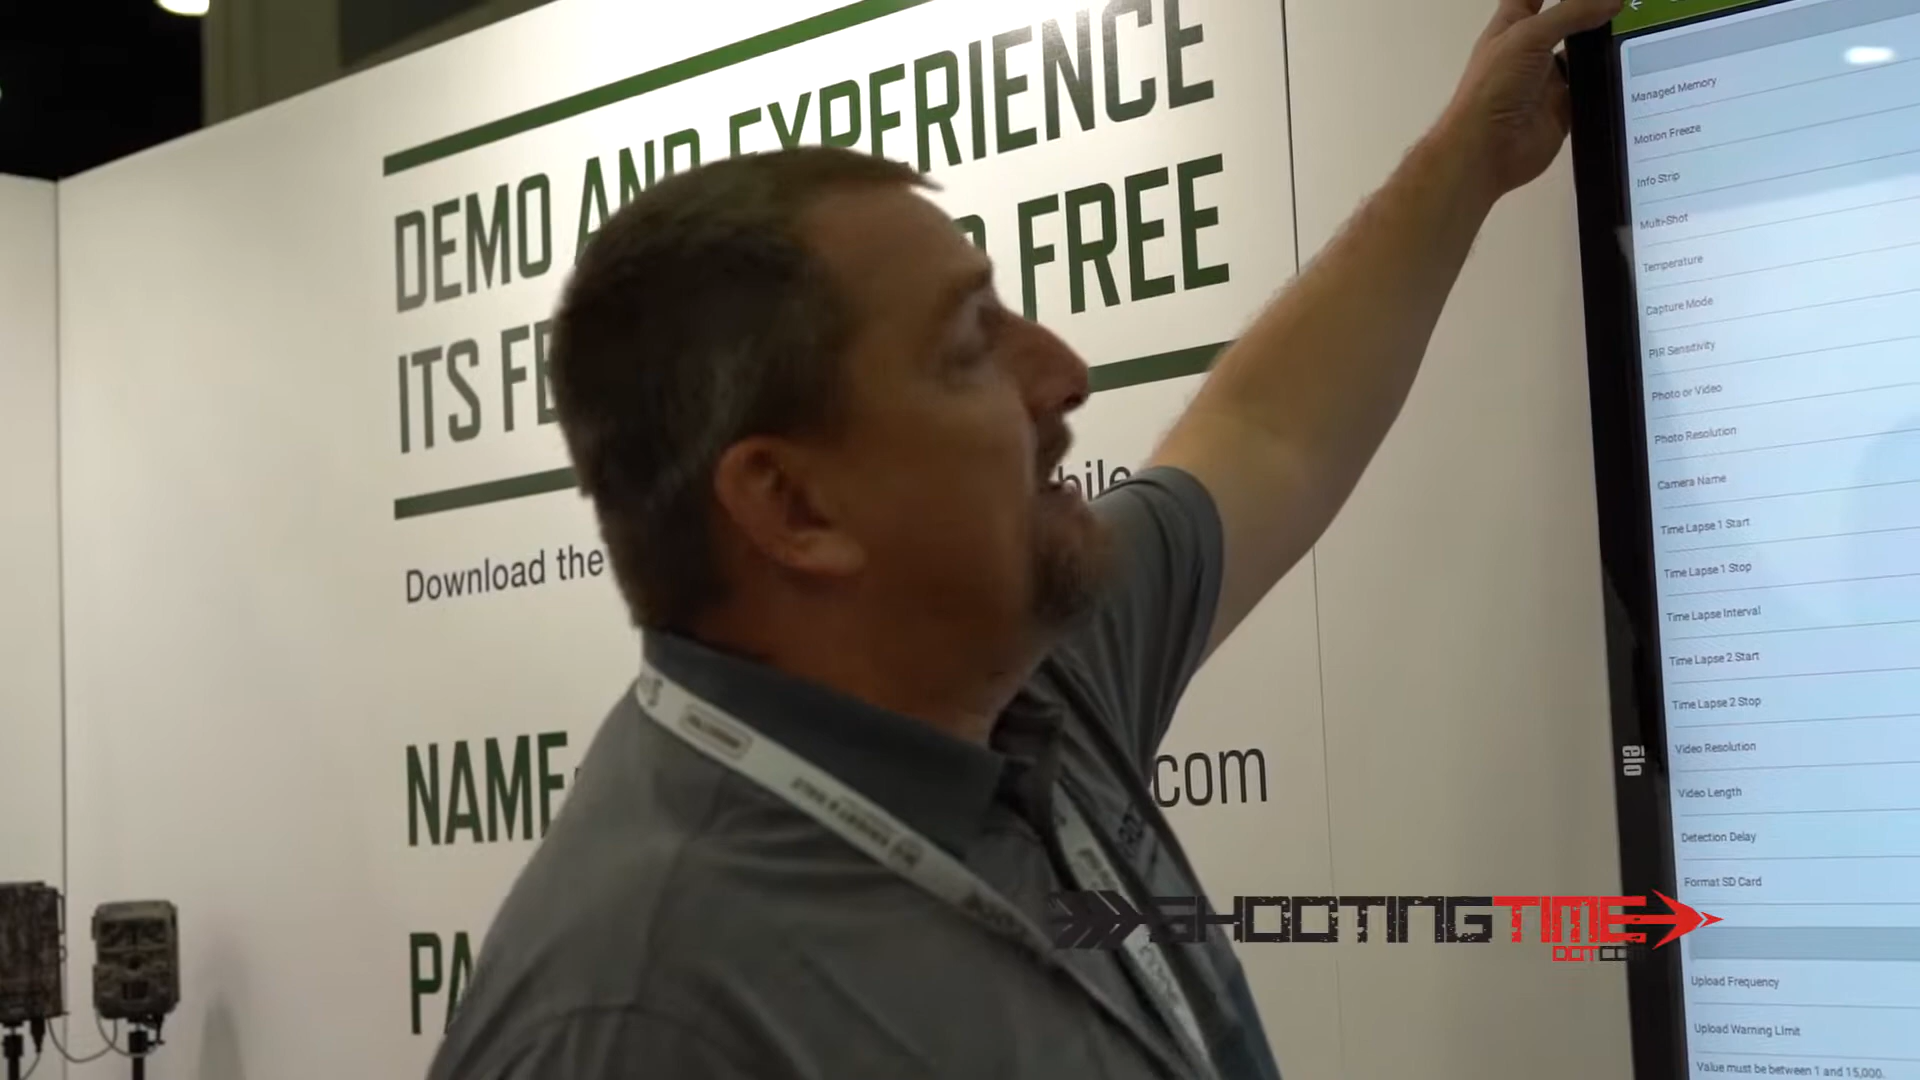 DEMO AND EXPERIENCE
ITS FE FREE
Download the
NAME
.com
PA
Managed Memory
Motion Freeze
Info Strip
Multi-Shot
Temperature
Capture Mode
PIR Sensitivity
Photo or Video
Photo Resolution
Camera Name
Time Lapse 1 Start
Time Lapse 1 Stop
Time Lapse Interval
Time Lapse 2 Start
Time Lapse 2 Stop
Video Resolution
Video Length
Detection Delay
Format SD Card
Upload Frequency
Upload Warning Limit
Value must be between 1 and 15,000.
elo
SHOOTINGTIME
DOTCOM